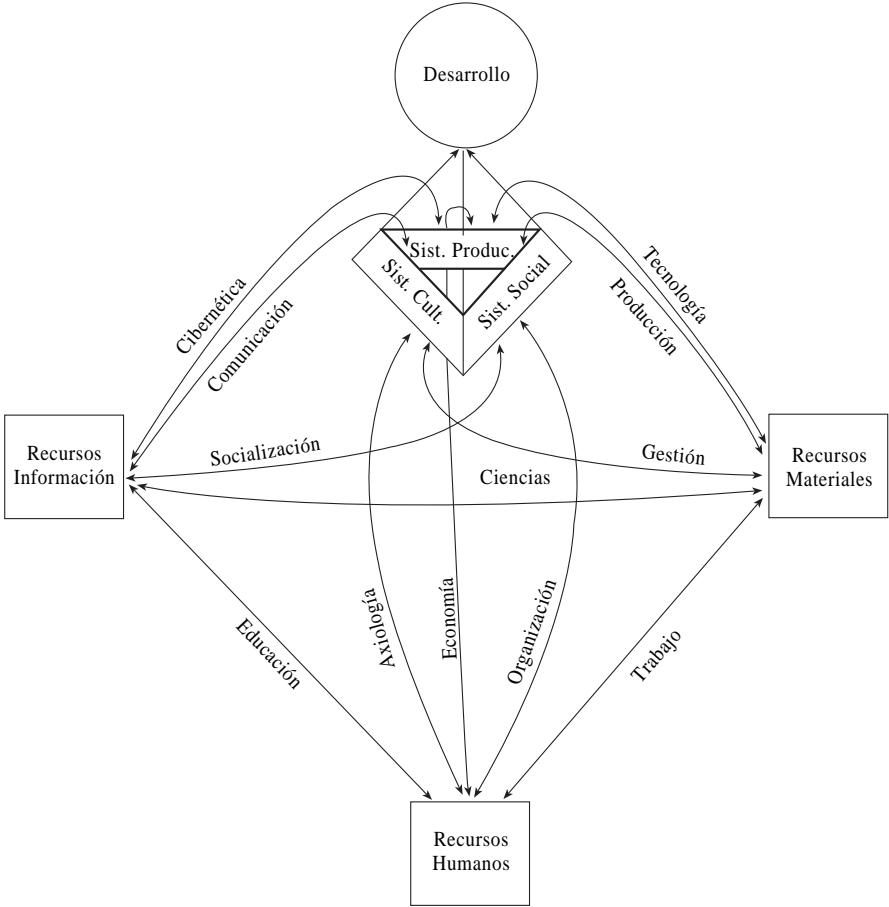 Desarrollo
Sist. Produc.
Sist. Cult.
Sist. Social
Cibernética
Comunicación
Tecnología
Producción
Recursos
Información
Socialización
Gestión
Ciencias
Recursos
Materiales
Educación
Axiología
Economía
Organización
Trabajo
Recursos
Humanos